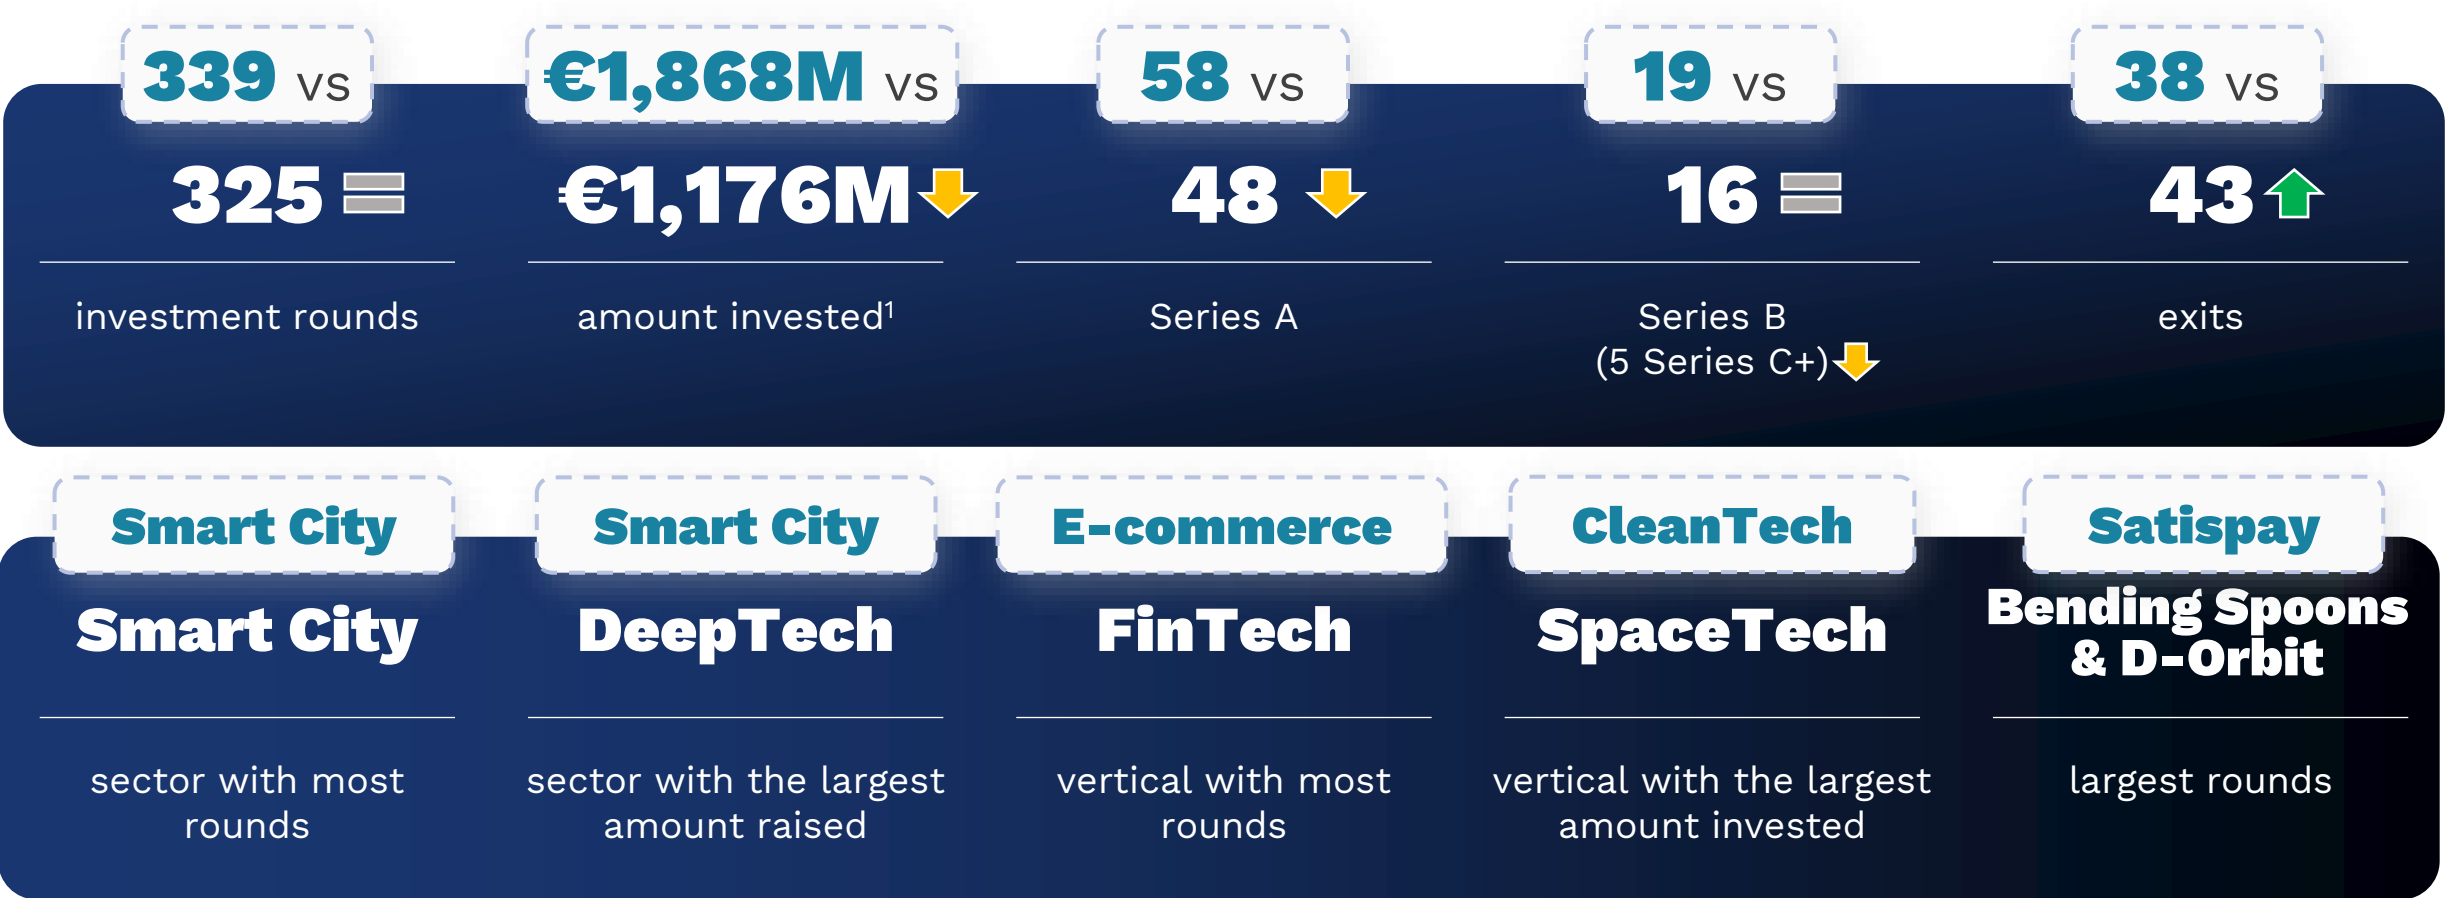 339 vs
325
investment rounds
€1,868M vs
€1,176M
amount invested¹
58 vs
48
Series A
19 vs
16
Series B
(5 Series C+)
38 vs
43
exits
Smart City
Smart City
sector with most
rounds
Smart City
DeepTech
sector with the largest
amount raised
E-commerce
FinTech
vertical with most
rounds
CleanTech
SpaceTech
vertical with the largest
amount invested
Satispay
Bending Spoons
& D-Orbit
largest rounds